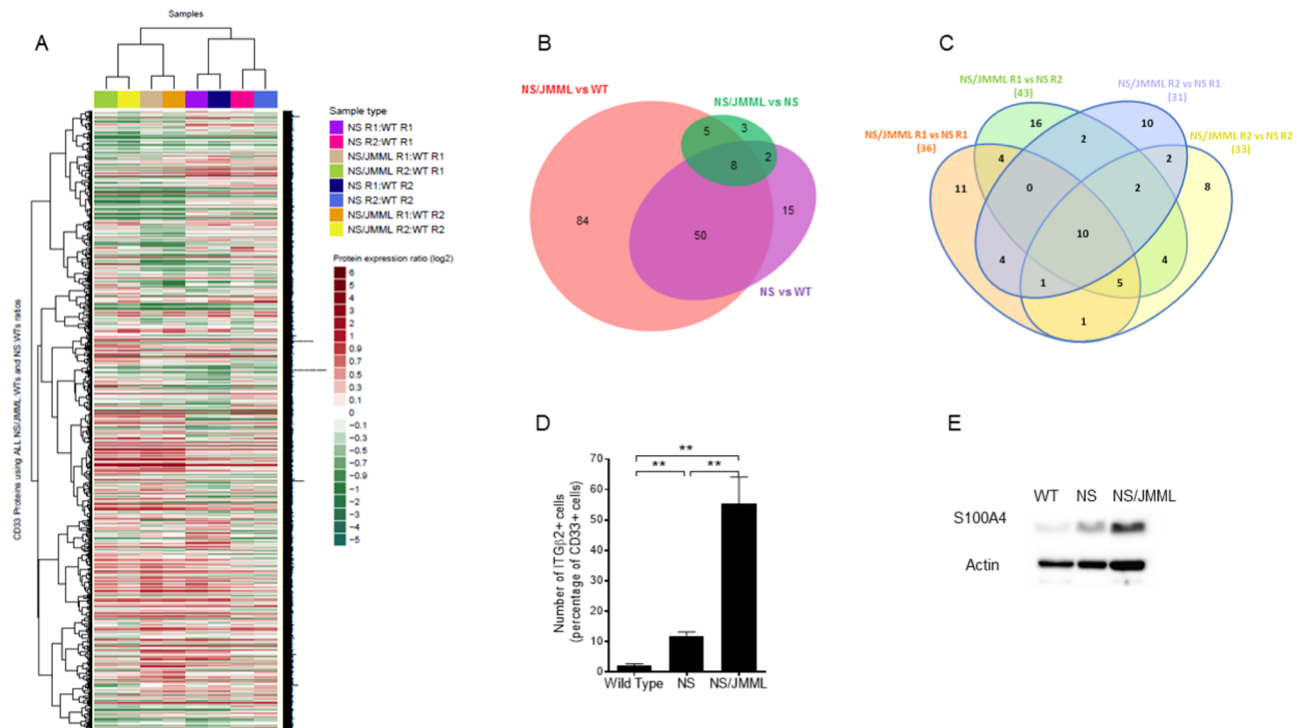 A
Samples
CD33 Proteins using ALL NS/JMML:WTs and NS:WTs ratios
Sample type
NS R1:WT R1
NS R2:WT R1
NS/JMML R1:WT R1
NS/JMML R2:WT R1
NS R1:WT R2
NS R2:WT R2
NS/JMML R1:WT R2
NS/JMML R2:WT R2
Protein expression ratio (log2)
6
5
4
3
2
1
0.9
0.7
0.5
0.3
0.1
0
−0.1
−0.3
−0.5
−0.7
−0.9
−1
−2
−3
−4
−5
B
NS/JMML vs WT
NS/JMML vs NS
5
3
8
2
84
15
50
NS vs WT
C
NS/JMML R1 vs NS R2
(43)
NS/JMML R2 vs NS R1
(31)
NS/JMML R1 vs NS R1
(36)
NS/JMML R2 vs NS R2
(33)
16
10
2
4
2
11
0
2
8
10
4
4
1
5
1
D
Number of ITGβ2+ cells
(percentage of CD33+ cells)
70
60
50
40
30
20
10
0
**
**
**
Wild Type
NS
NS/JMML
E
WT NS NS/JMML
S100A4
Actin